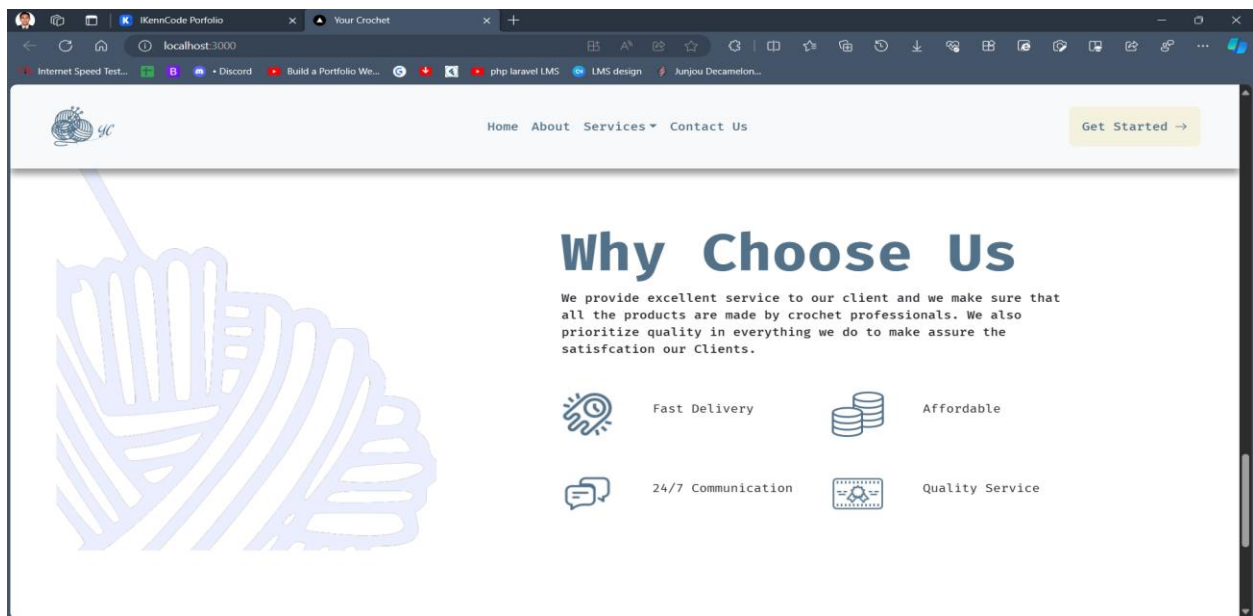 IKennCode Porfolio
Your Crochet
localhost:3000
Internet Speed Test... B • Discord Build a Portfolio We... php laravel LMS LMS design Junjou Decamelon...
YC Home About Services Contact Us Get Started →
Why Choose Us
We provide excellent service to our client and we make sure that
all the products are made by crochet professionals. We also
prioritize quality in everything we do to make assure the
satisfcation our Clients.
Fast Delivery Affordable
24/7 Communication Quality Service